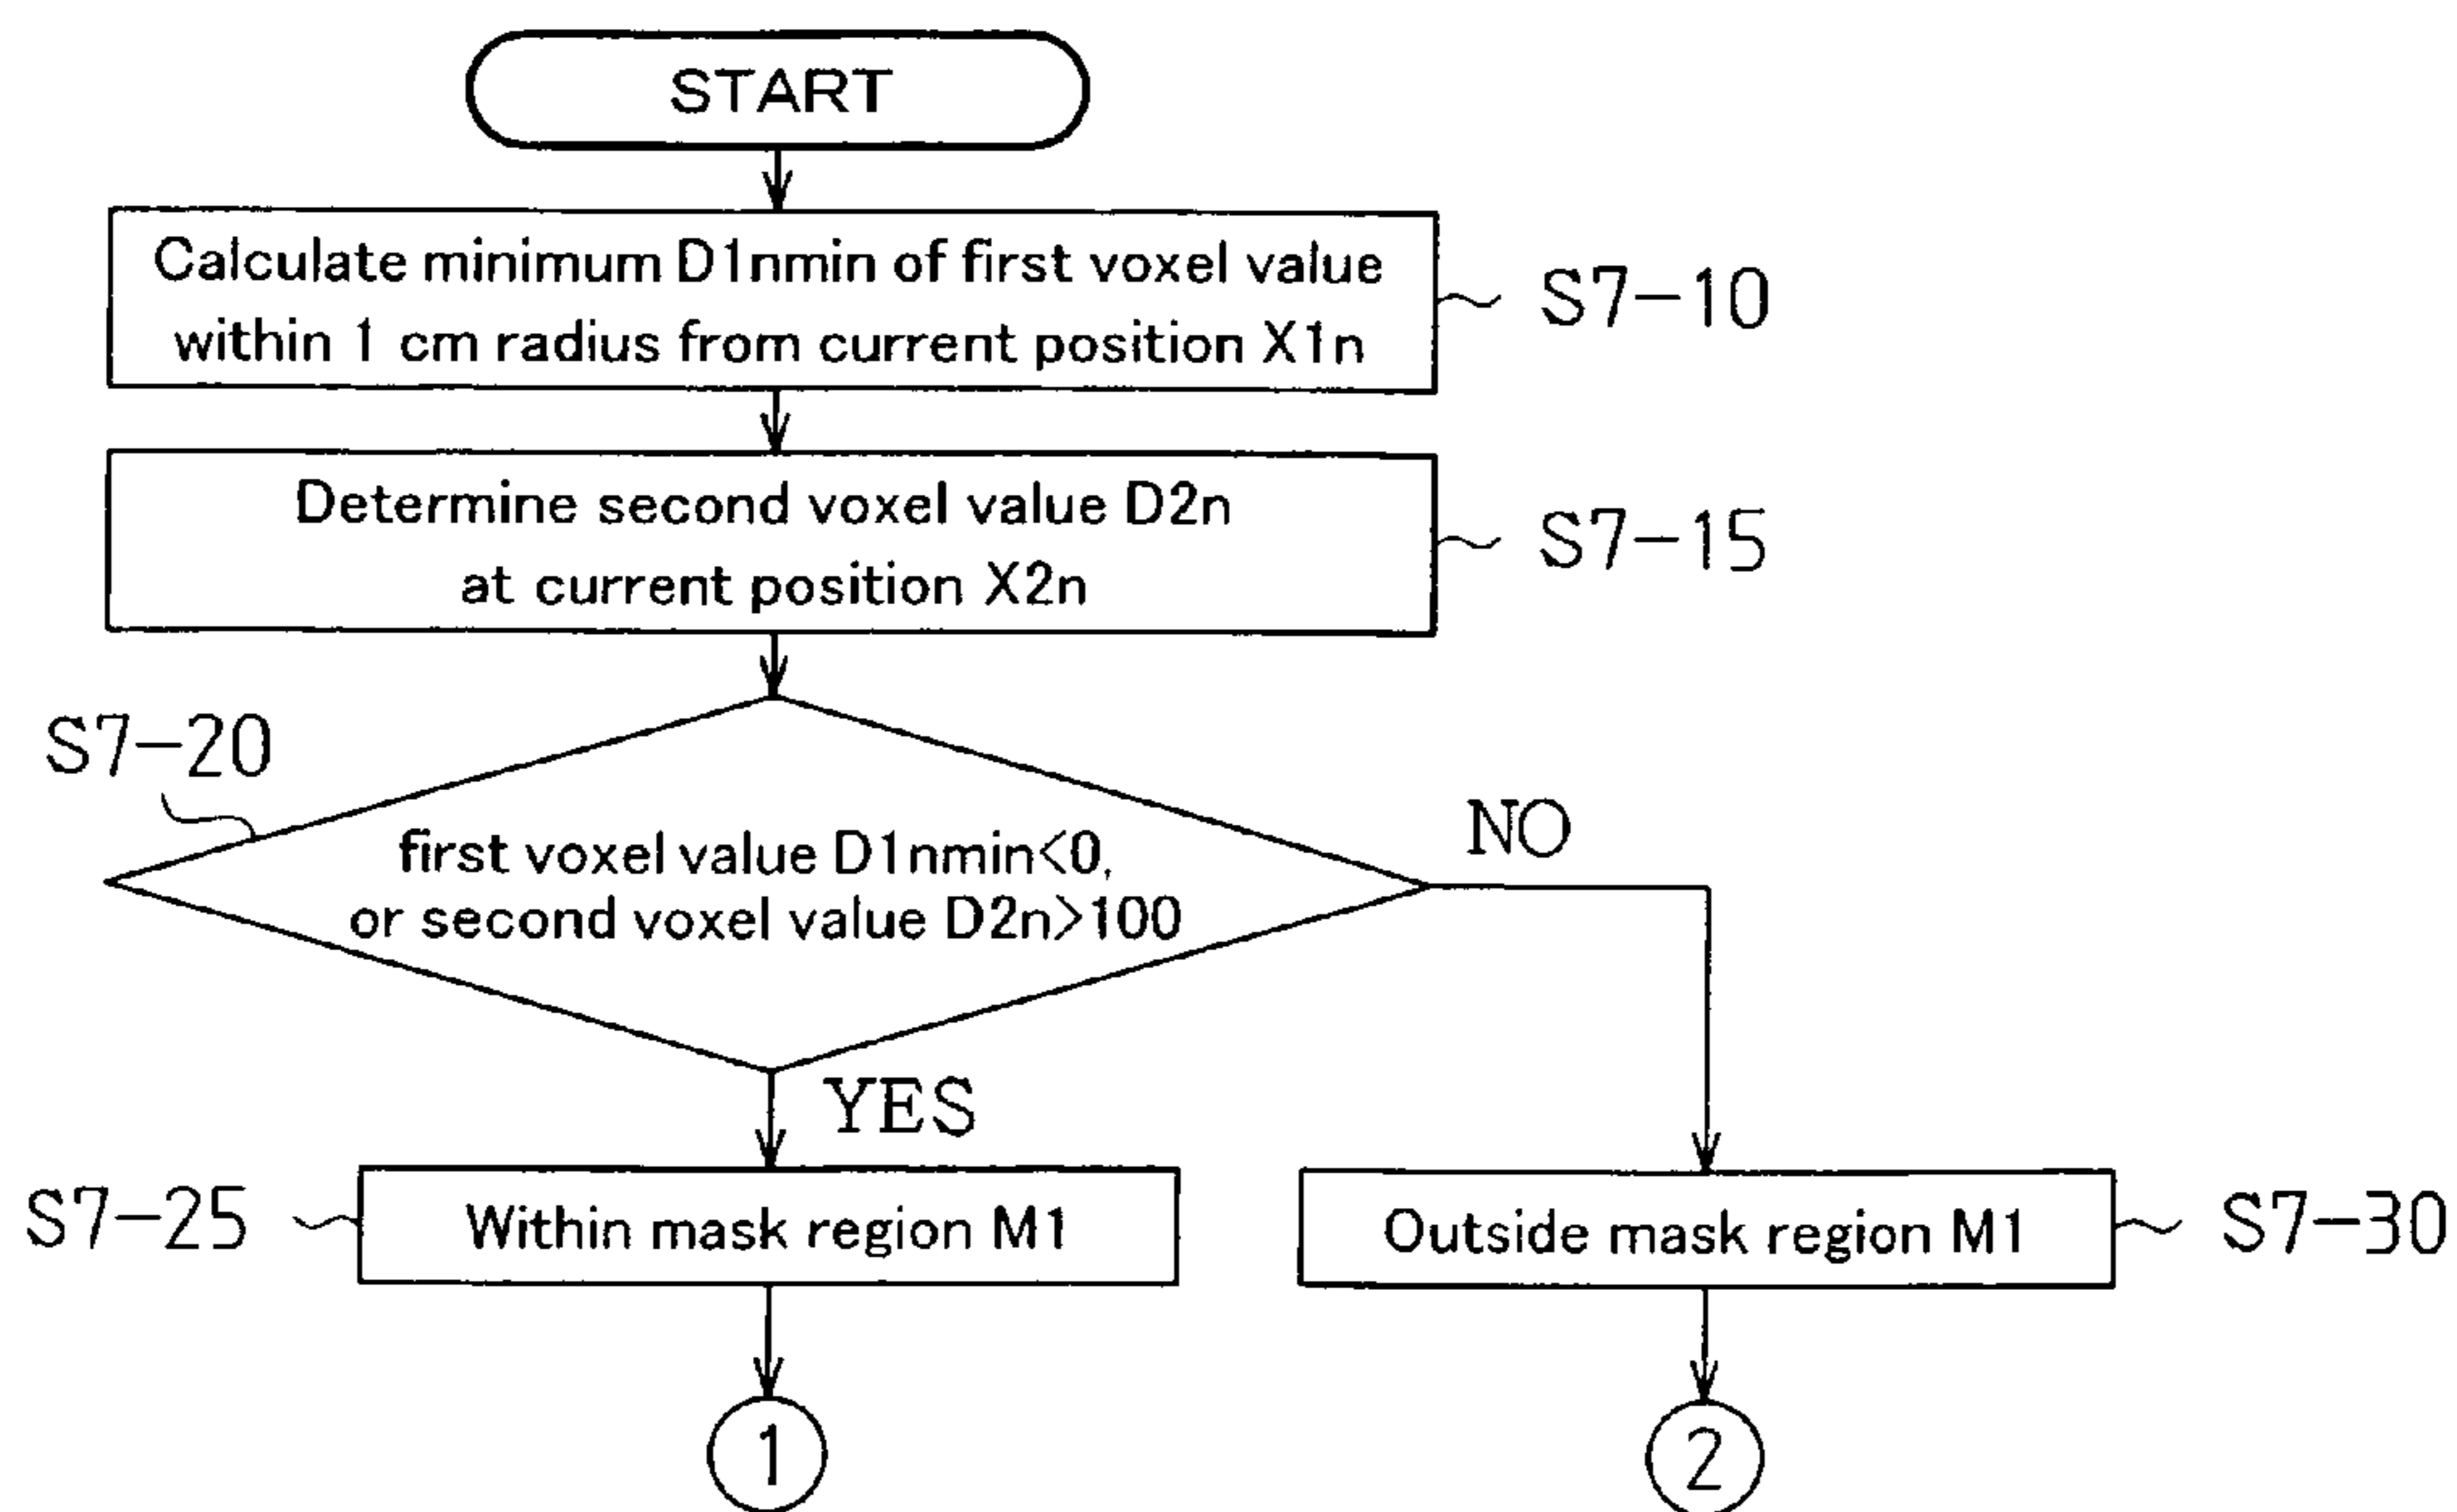 START
Calculate minimum D1nmin of first voxel value
within 1 cm radius from current position X1n
S7-10
Determine second voxel value D2n
at current position X2n
S7-15
S7-20
first voxel value D1nmin<0,
or second voxel value D2n>100
NO
YES
S7-25
Within mask region M1
Outside mask region M1
S7-30
1
2